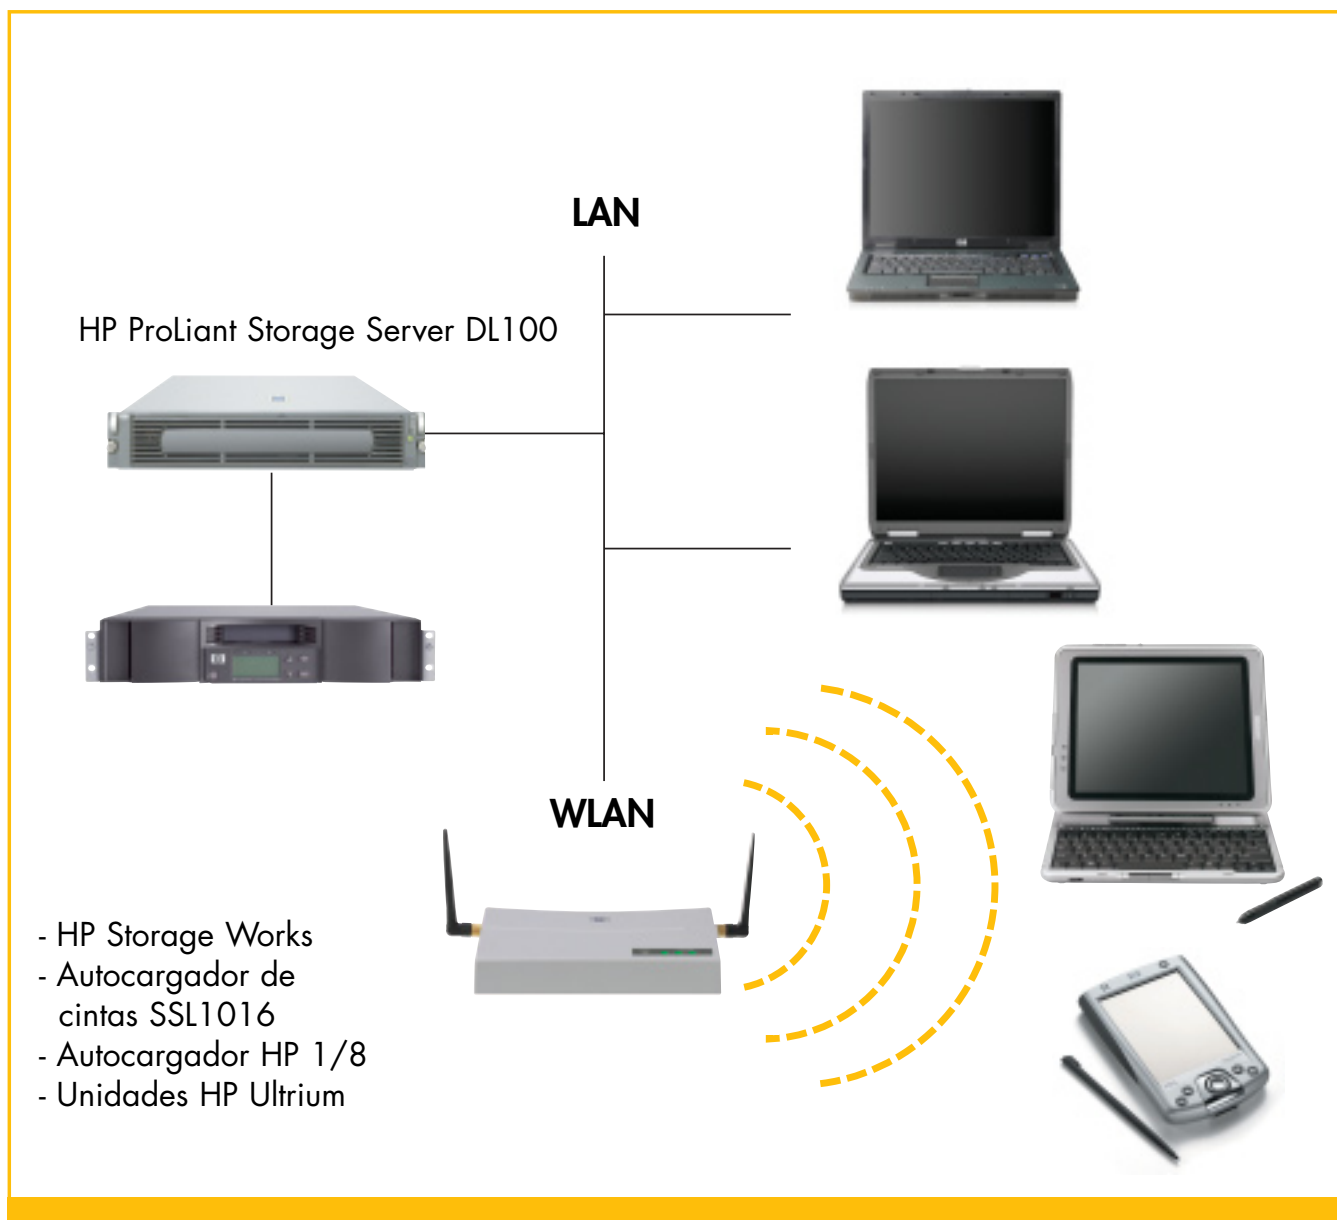 LAN
HP ProLiant Storage Server DL100
WLAN
- HP Storage Works
- Autocargador de
cintas SSL1016
- Autocargador HP 1/8
- Unidades HP Ultrium